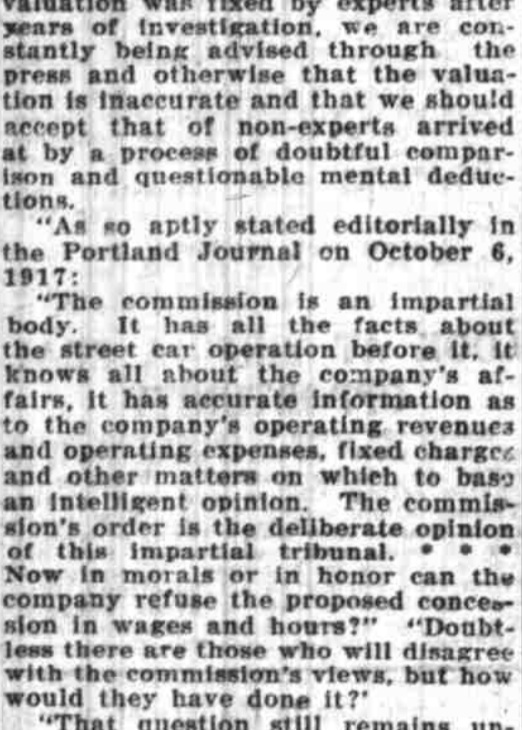 valuation was fixed by experts after
years of investigation, we are con-
stantly being advised through the
press and otherwise that the valua-
tion is inaccurate and that we should
accept that of non-experts arrived
at by a process of doubtful compar-
ison and questionable mental deduc-
tions.
"As so aptly stated editorially in
the Portland Journal on October 6,
1917:
"The commission is an impartial
body. It has all the facts about
the street car operation before it, it
knows all about the company's af-
fairs, it has accurate information as
to the company's operating revenues
and operating expenses, fixed charges
and other matters on which to base
an intelligent opinion. The commis-
sion's order is the deliberate opinion
of this impartial tribunal. * * *
Now in morals or in honor can the
company refuse the proposed conces-
sion in wages and hours?" "Doubt-
less there are those who will disagree
with the commission's views, but how
would they have done it?'
"That question still remains un-